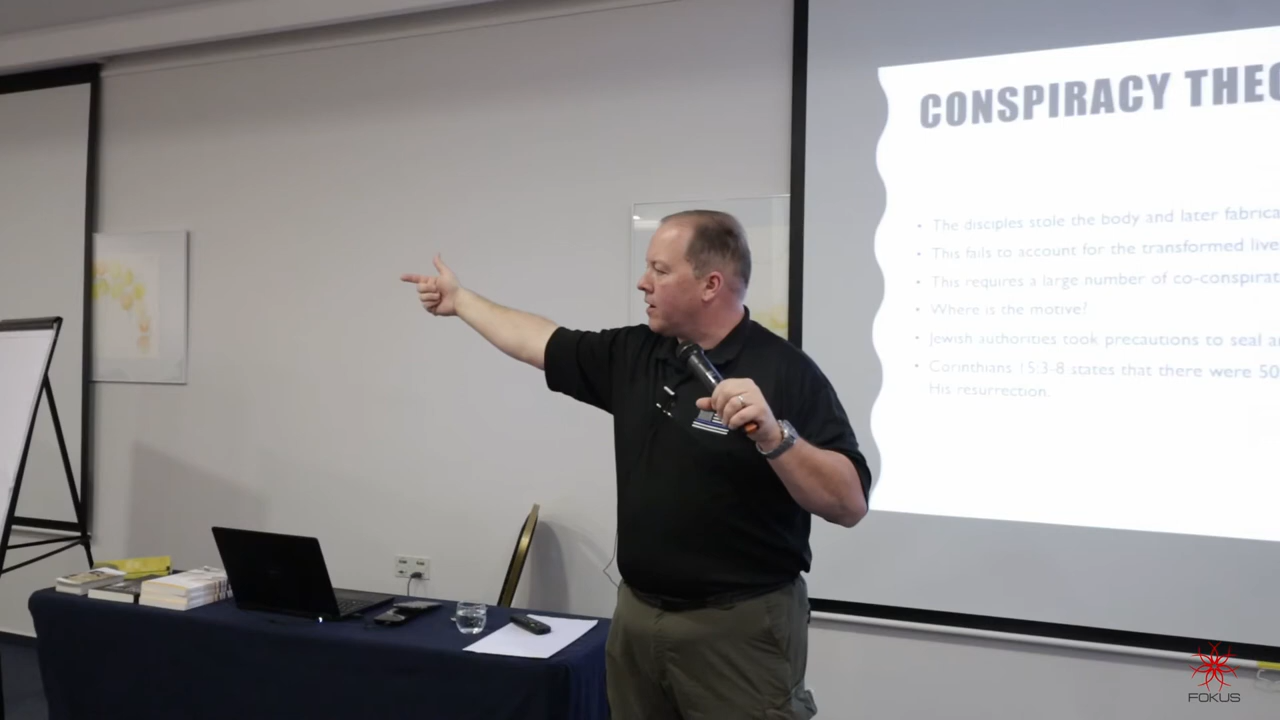 CONSPIRACY THEO
• The disciples stole the body and later fabrica
• This fails to account for the transformed live
• This requires a large number of co-conspirat
• Where is the motive?
• Jewish authorities took precautions to seal a
• Corinthians 15:3-8 states that there were 50
His resurrection.
FOKUS